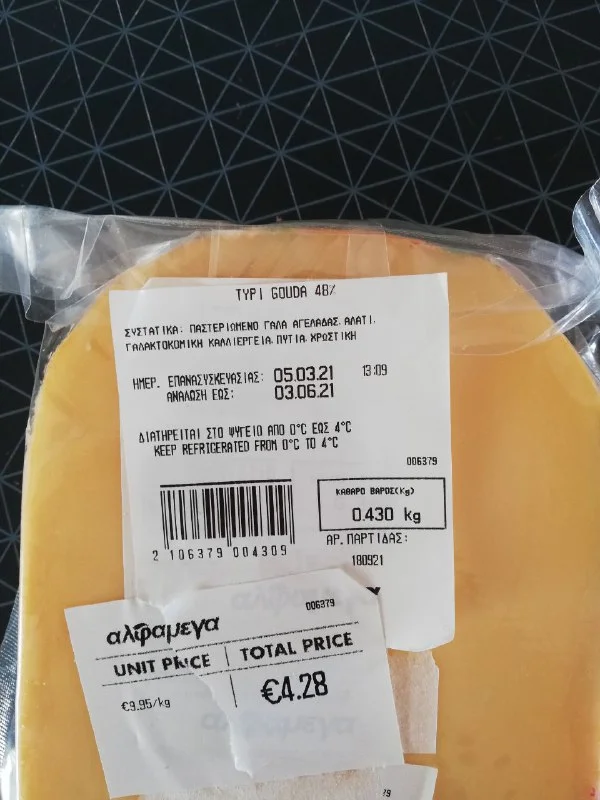 ΤΥΡΙ GOUDA 48%
ΣΥΣΤΑΤΙΚΑ: ΠΑΣΤΕΡΙΩΜΕΝΟ ΓΑΛΑ ΑΓΕΛΑΔΑΣ, ΑΛΑΤΙ,
ΓΑΛΑΚΤΟΚΟΜΙΚΗ ΚΑΛΛΙΕΡΓΕΙΑ, ΠΥΤΙΑ, ΧΡΩΣΤΙΚΗ
ΗΜΕΡ. ΕΠΑΝΑΣΥΣΚΕΥΑΣΙΑΣ: 05.03.21 13:09
ΑΝΑΛΩΣΗ ΕΩΣ: 03.06.21
ΔΙΑΤΗΡΕΙΤΑΙ ΣΤΟ ΨΥΓΕΙΟ ΑΠΟ 0°C ΕΩΣ 4°C
KEEP REFRIGERATED FROM 0°C TO 4°C
006379
ΚΑΘΑΡΟ ΒΑΡΟΣ(Kg)
0.430 kg
2 106379 004309
ΑΡ. ΠΑΡΤΙΔΑΣ:
180921
006379
αλφαμεγα
UNIT PRICE TOTAL PRICE
€9.95/kg €4.28
79